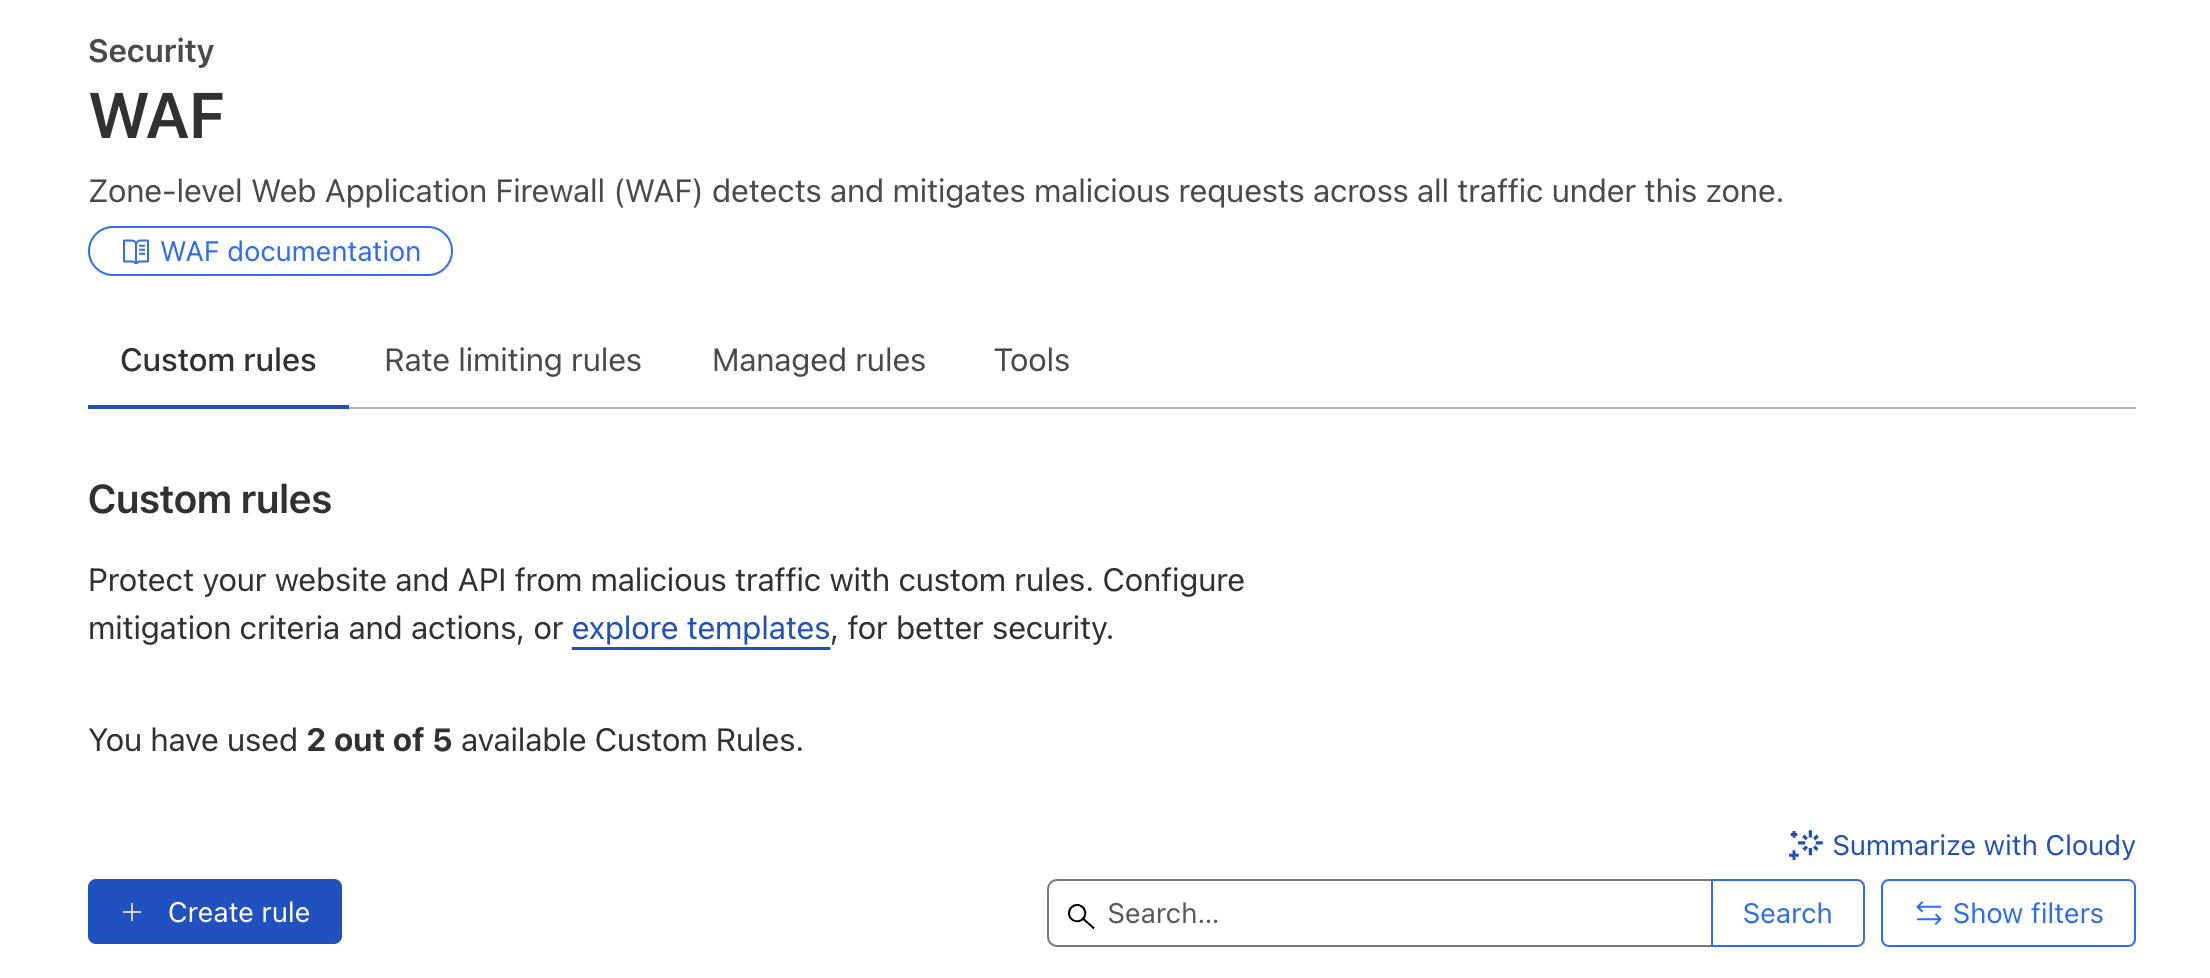 Security
WAF
Zone-level Web Application Firewall (WAF) detects and mitigates malicious requests across all traffic under this zone.
WAF documentation
Custom rules Rate limiting rules Managed rules Tools
Custom rules
Protect your website and API from malicious traffic with custom rules. Configure
mitigation criteria and actions, or explore templates, for better security.
You have used 2 out of 5 available Custom Rules.
Summarize with Cloudy
+ Create rule Search... Search Show filters